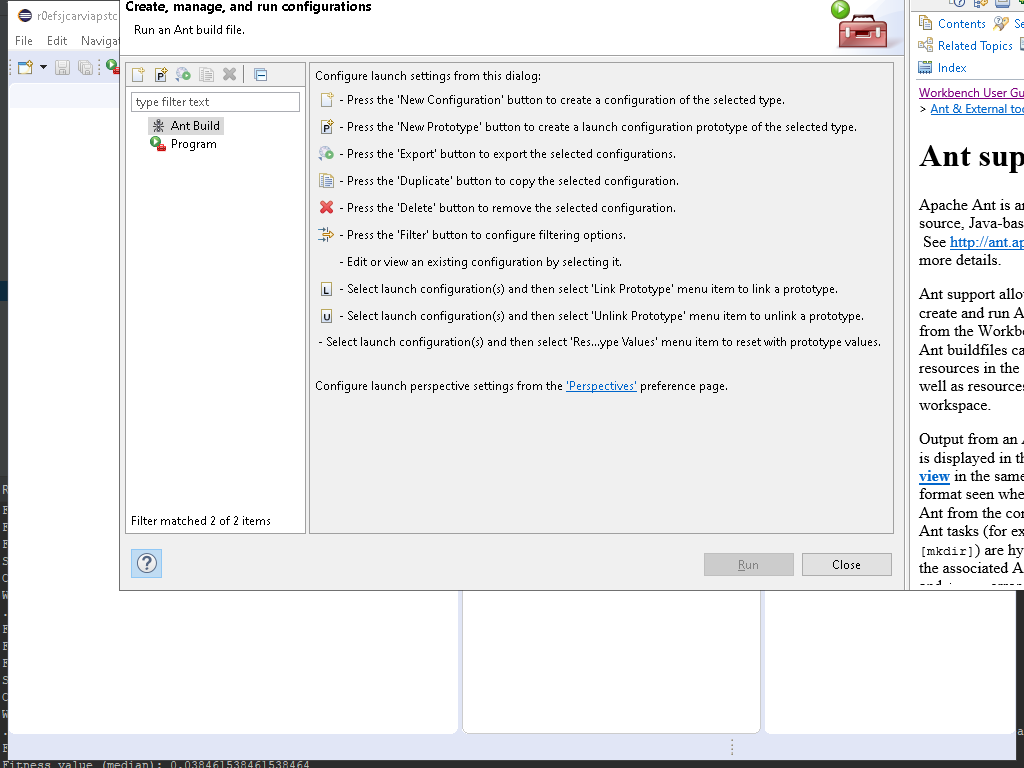 r0efsjcarviapstc
File Edit Naviga
Create, manage, and run configurations
Run an Ant build file.
type filter text
Ant Build
Program
Filter matched 2 of 2 items
Configure launch settings from this dialog:
- Press the 'New Configuration' button to create a configuration of the selected type.
- Press the 'New Prototype' button to create a launch configuration prototype of the selected type.
- Press the 'Export' button to export the selected configurations.
- Press the 'Duplicate' button to copy the selected configuration.
- Press the 'Delete' button to remove the selected configuration.
- Press the 'Filter' button to configure filtering options.
- Edit or view an existing configuration by selecting it.
- Select launch configuration(s) and then select 'Link Prototype' menu item to link a prototype.
- Select launch configuration(s) and then select 'Unlink Prototype' menu item to unlink a prototype.
- Select launch configuration(s) and then select 'Res...ype Values' menu item to reset with prototype values.
Configure launch perspective settings from the 'Perspectives' preference page.
Run Close
Contents Se
Related Topics
Index
Workbench User Gu
> Ant & External too
Ant sup
Apache Ant is an
source, Java-bas
See http://ant.ap
more details.
Ant support allo
create and run A
from the Workbe
Ant buildfiles ca
resources in the
well as resources
workspace.
Output from an A
is displayed in th
view in the same
format seen whe
Ant from the con
Ant tasks (for ex
[mkdir]) are hy
the associated A
Fitness value (median): 0.038461538461538464